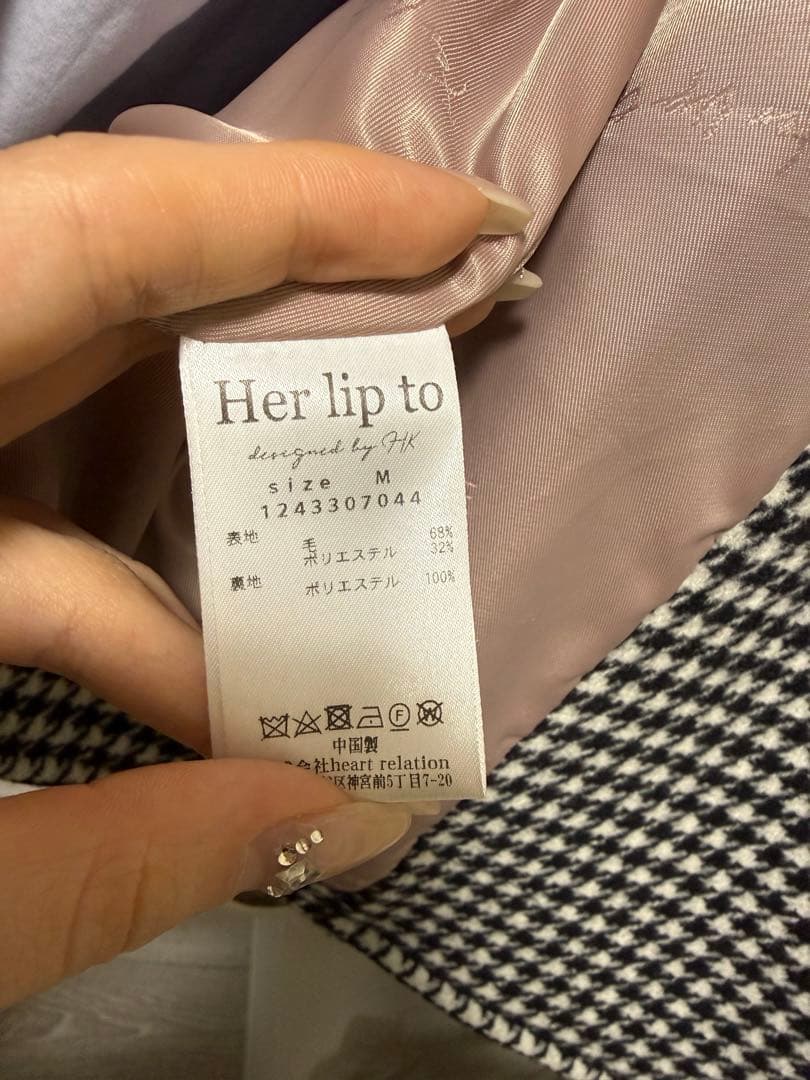 Her lip to
designed by HK
size M
1243307044
表地 毛 68%
ポリエステル 32%
裏地 ポリエステル 100%
F W
中国製
会社heart relation
区神宮前5丁目7-20